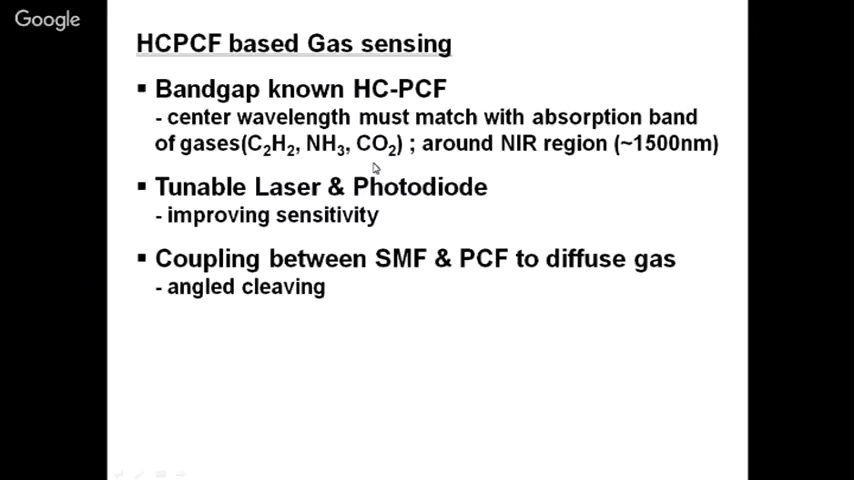 Google
HCPCF based Gas sensing
▪ Bandgap known HC-PCF
- center wavelength must match with absorption band
of gases(C₂H₂, NH₃, CO₂) ; around NIR region (~1500nm)
▪ Tunable Laser & Photodiode
- improving sensitivity
▪ Coupling between SMF & PCF to diffuse gas
- angled cleaving